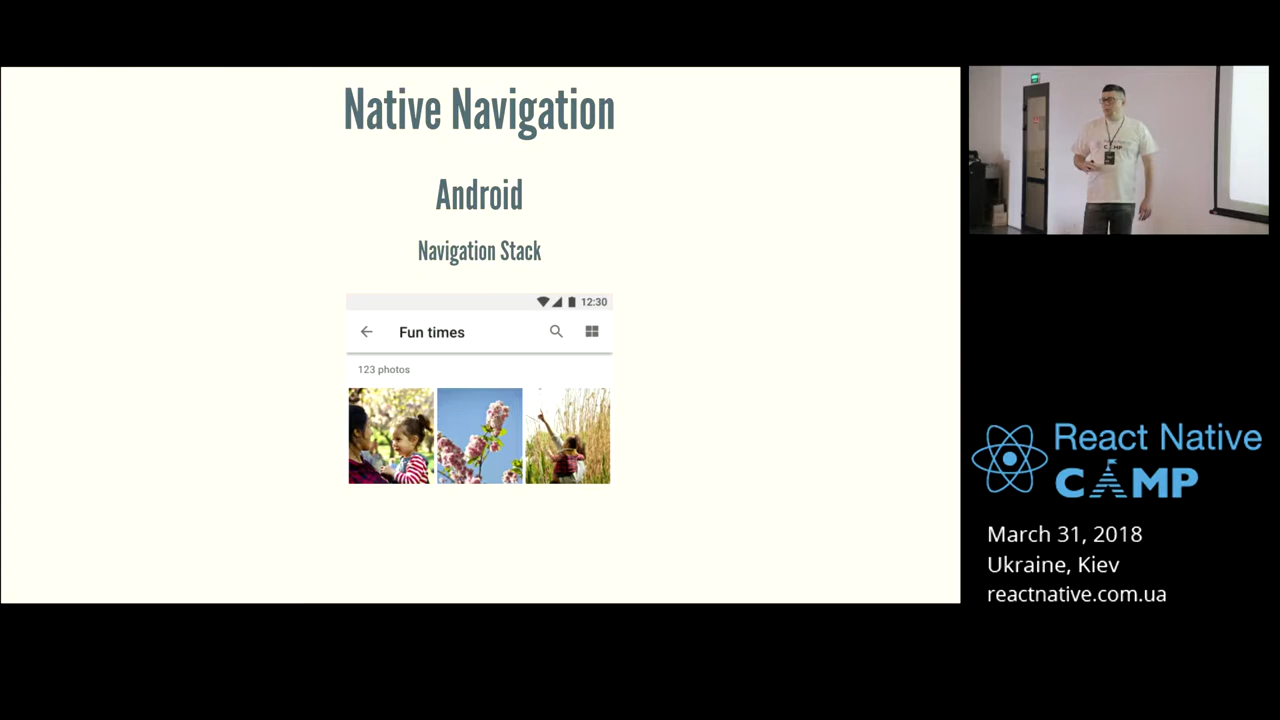 Native Navigation
Android
Navigation Stack
12:30
Fun times
123 photos
React Native
CAMP
March 31, 2018
Ukraine, Kiev
reactnative.com.ua